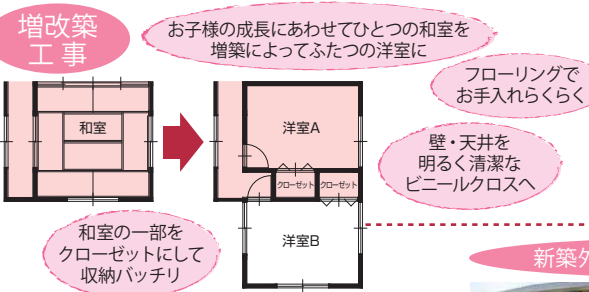 増改築
工 事
お子様の成長にあわせてひとつの和室を
増築によってふたつの洋室に
フローリングで
お手入れらくらく
和室
洋室A
壁・天井を
明るく清潔な
ビニールクロスへ
クローゼット
クローゼット
和室の一部を
クローゼットにして
収納バッチリ
洋室B
新築外